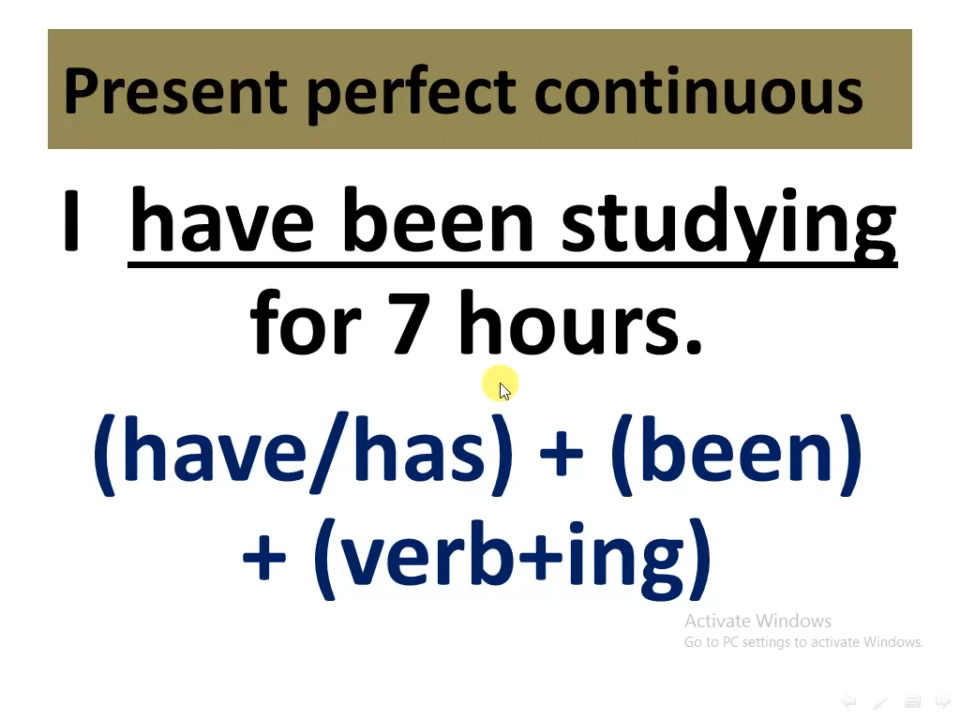 Present perfect continuous
I have been studying
for 7 hours.
(have/has) + (been)
+ (verb+ing)
Activate Windows
Go to PC settings to activate Windows.